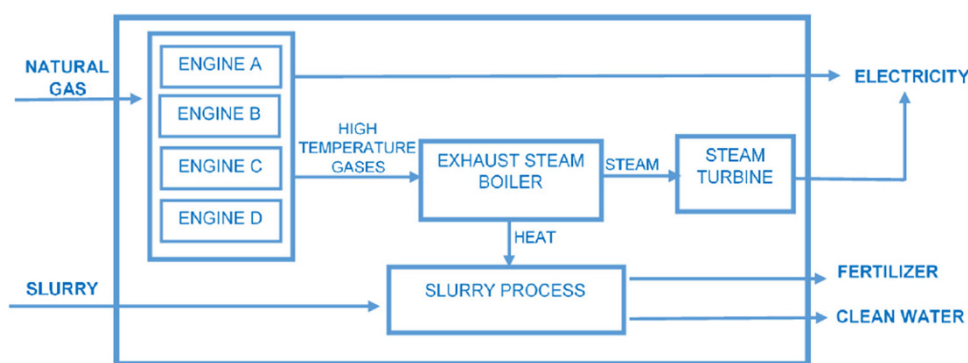 NATURAL
GAS
ENGINE A
ENGINE B
ENGINE C
ENGINE D
HIGH
TEMPERATURE
GASES
EXHAUST STEAM
BOILER
STEAM
STEAM
TURBINE
ELECTRICITY
HEAT
SLURRY
SLURRY PROCESS
FERTILIZER
CLEAN WATER